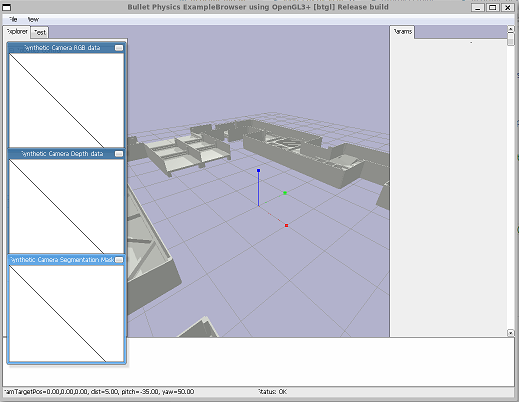 Bullet Physics ExampleBrowser using OpenGL3+ [btgl] Release build
File View
Explorer Test
Params
Synthetic Camera RGB data
Synthetic Camera Depth data
Synthetic Camera Segmentation Mask
camTargetPos=0.00,0.00,0.00, dist=5.00, pitch=-35.00, yaw=50.00 Status: OK